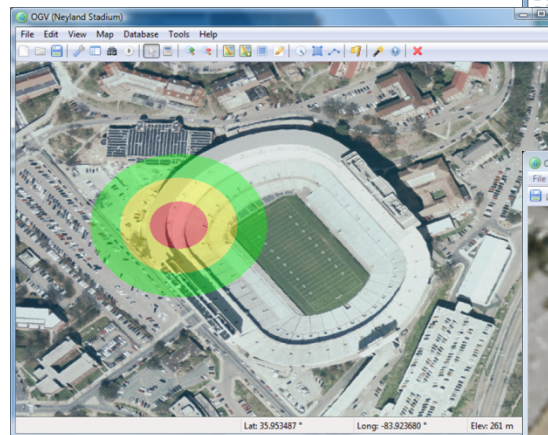 OGV (Neyland Stadium)
File Edit View Map Database Tools Help
File
Lat: 35.953487 ° Long: -83.923680 ° Elev: 261 m